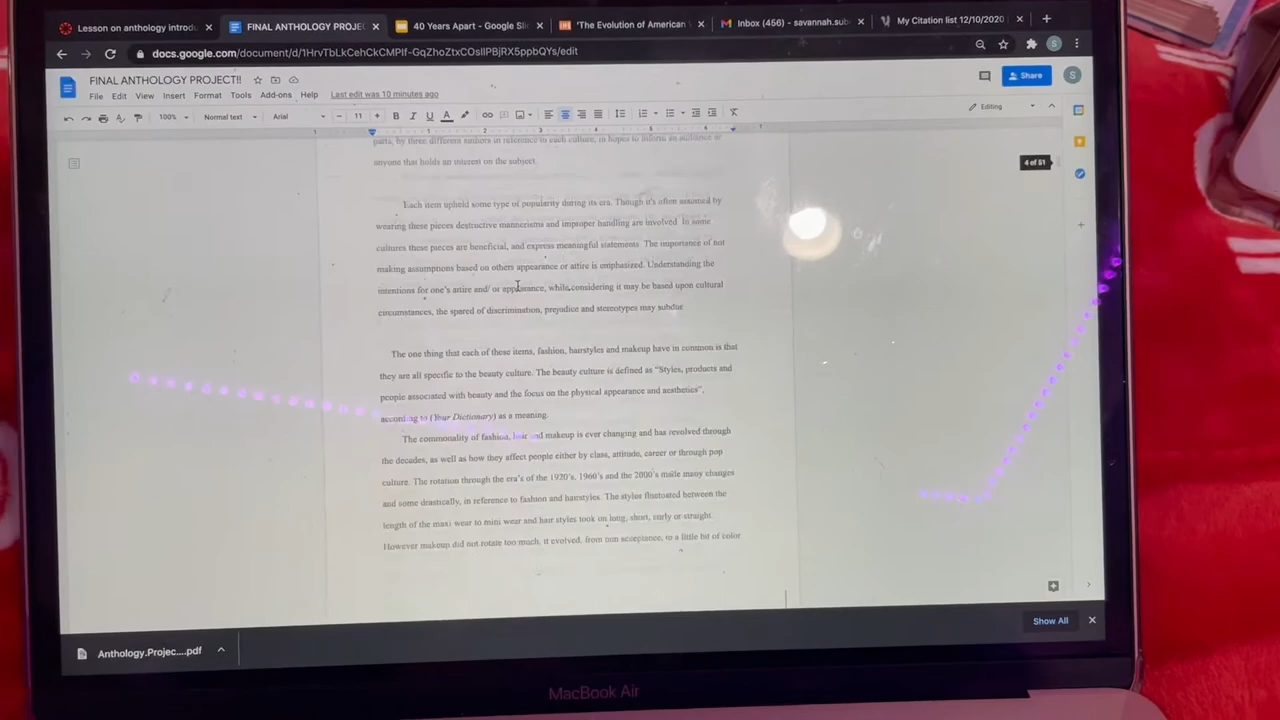 Lesson on anthology introdu
FINAL ANTHOLOGY PROJEC
40 Years Apart - Google Sli
'The Evolution of American
Inbox (456) - savannah.sub
My Citation list 12/10/2020
docs.google.com/document/d/1HrvTbLkCehCkCMPlf-GqZhoZtxCOsllPBjRX5ppbQYs/edit
FINAL ANTHOLOGY PROJECT!!
Share
S
File Edit View Insert Format Tools Add-ons Help Last edit was 10 minutes ago
100% Normal text Arial 11 B I U A Editing
4 of 51
parts, by three different authors in reference to each culture, in hopes to inform an audience or
anyone that holds an interest on the subject.
Each item upheld some type of popularity during its era. Though it's often assumed by
wearing these pieces destructive mannerisms and improper handling are involved. In some
cultures these pieces are beneficial, and express meaningful statements. The importance of not
making assumptions based on others appearance or attire is emphasized. Understanding the
intentions for one's attire and/ or appearance, while considering it may be based upon cultural
circumstances, the spared of discrimination, prejudice and stereotypes may subdue
The one thing that each of these items, fashion, hairstyles and makeup have in common is that
they are all specific to the beauty culture. The beauty culture is defined as "Styles, products and
people associated with beauty and the focus on the physical appearance and aesthetics",
according to (Your Dictionary) as a meaning.
The commonality of fashion, hair and makeup is ever changing and has revolved through
the decades, as well as how they affect people either by class, attitude, career or through pop
culture. The rotation through the era's of the 1920's, 1960's and the 2000's made many changes
and some drastically, in reference to fashion and hairstyles. The styles fluctuated between the
length of the maxi wear to mini wear and hair styles took on long, short, curly or straight.
However makeup did not rotate too much, it evolved, from non acceptance, to a little bit of color
Show All
Anthology.Projec....pdf
MacBook Air